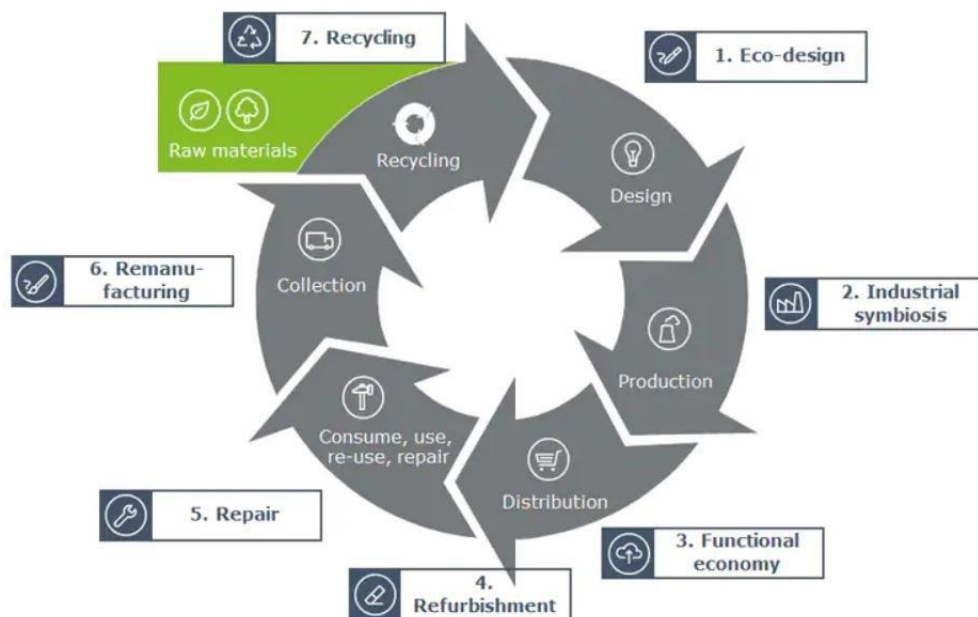 7. Recycling
1. Eco-design
Raw materials
Recycling
Design
6. Remanu-
facturing
Collection
2. Industrial
symbiosis
Production
Consume, use,
re-use, repair
Distribution
5. Repair
3. Functional
economy
4.
Refurbishment